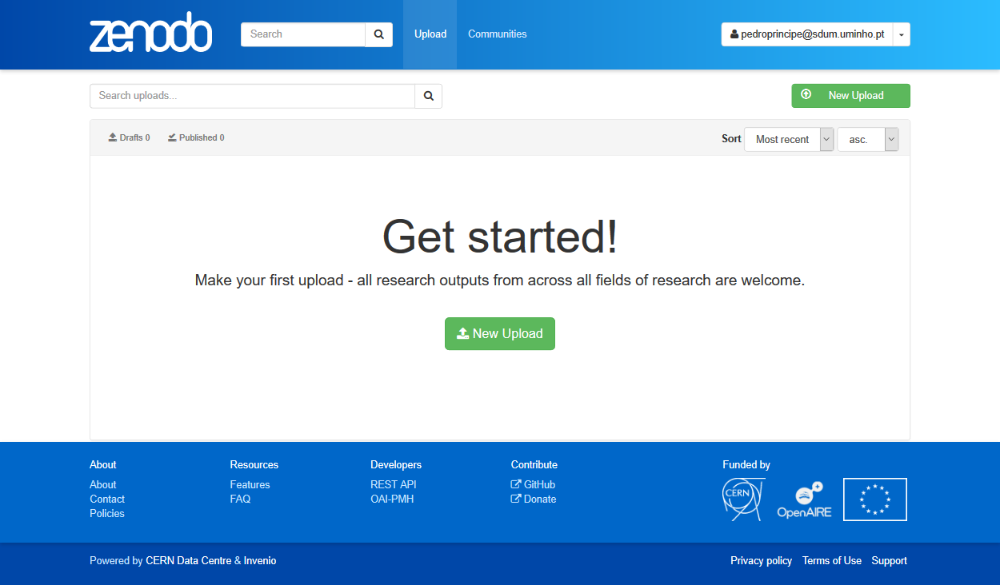 zenodo
Search
Upload
Communities
pedroprincipe@sdum.uminho.pt
Search uploads...
New Upload
Drafts 0
Published 0
Sort
Most recent
asc.
Get started!
Make your first upload - all research outputs from across all fields of research are welcome.
New Upload
About
About
Contact
Policies
Resources
Features
FAQ
Developers
REST API
OAI-PMH
Contribute
GitHub
Donate
Funded by
CERN
OpenAIRE
Powered by CERN Data Centre & Invenio
Privacy policy
Terms of Use
Support